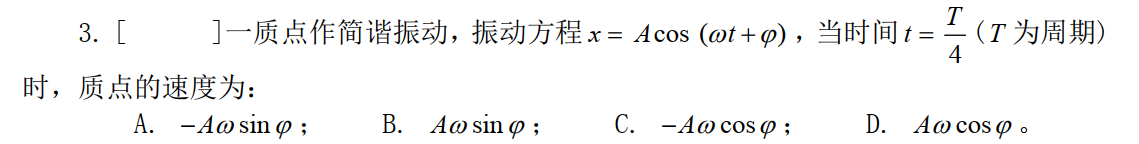 3. [ ]一质点作简谐振动，振动方程 x = Acos (ωt+φ)，当时间 t = T/4 (T 为周期)
时，质点的速度为：
A. −Aω sin φ； B. Aω sin φ； C. −Aω cos φ； D. Aω cos φ。